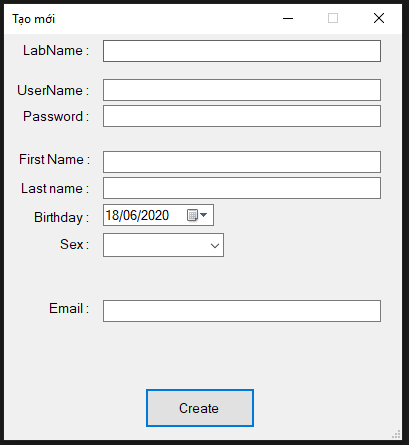 Tạo mới
LabName :
UserName :
Password :
First Name :
Last name :
Birthday : 18/06/2020
Sex :
Email :
Create